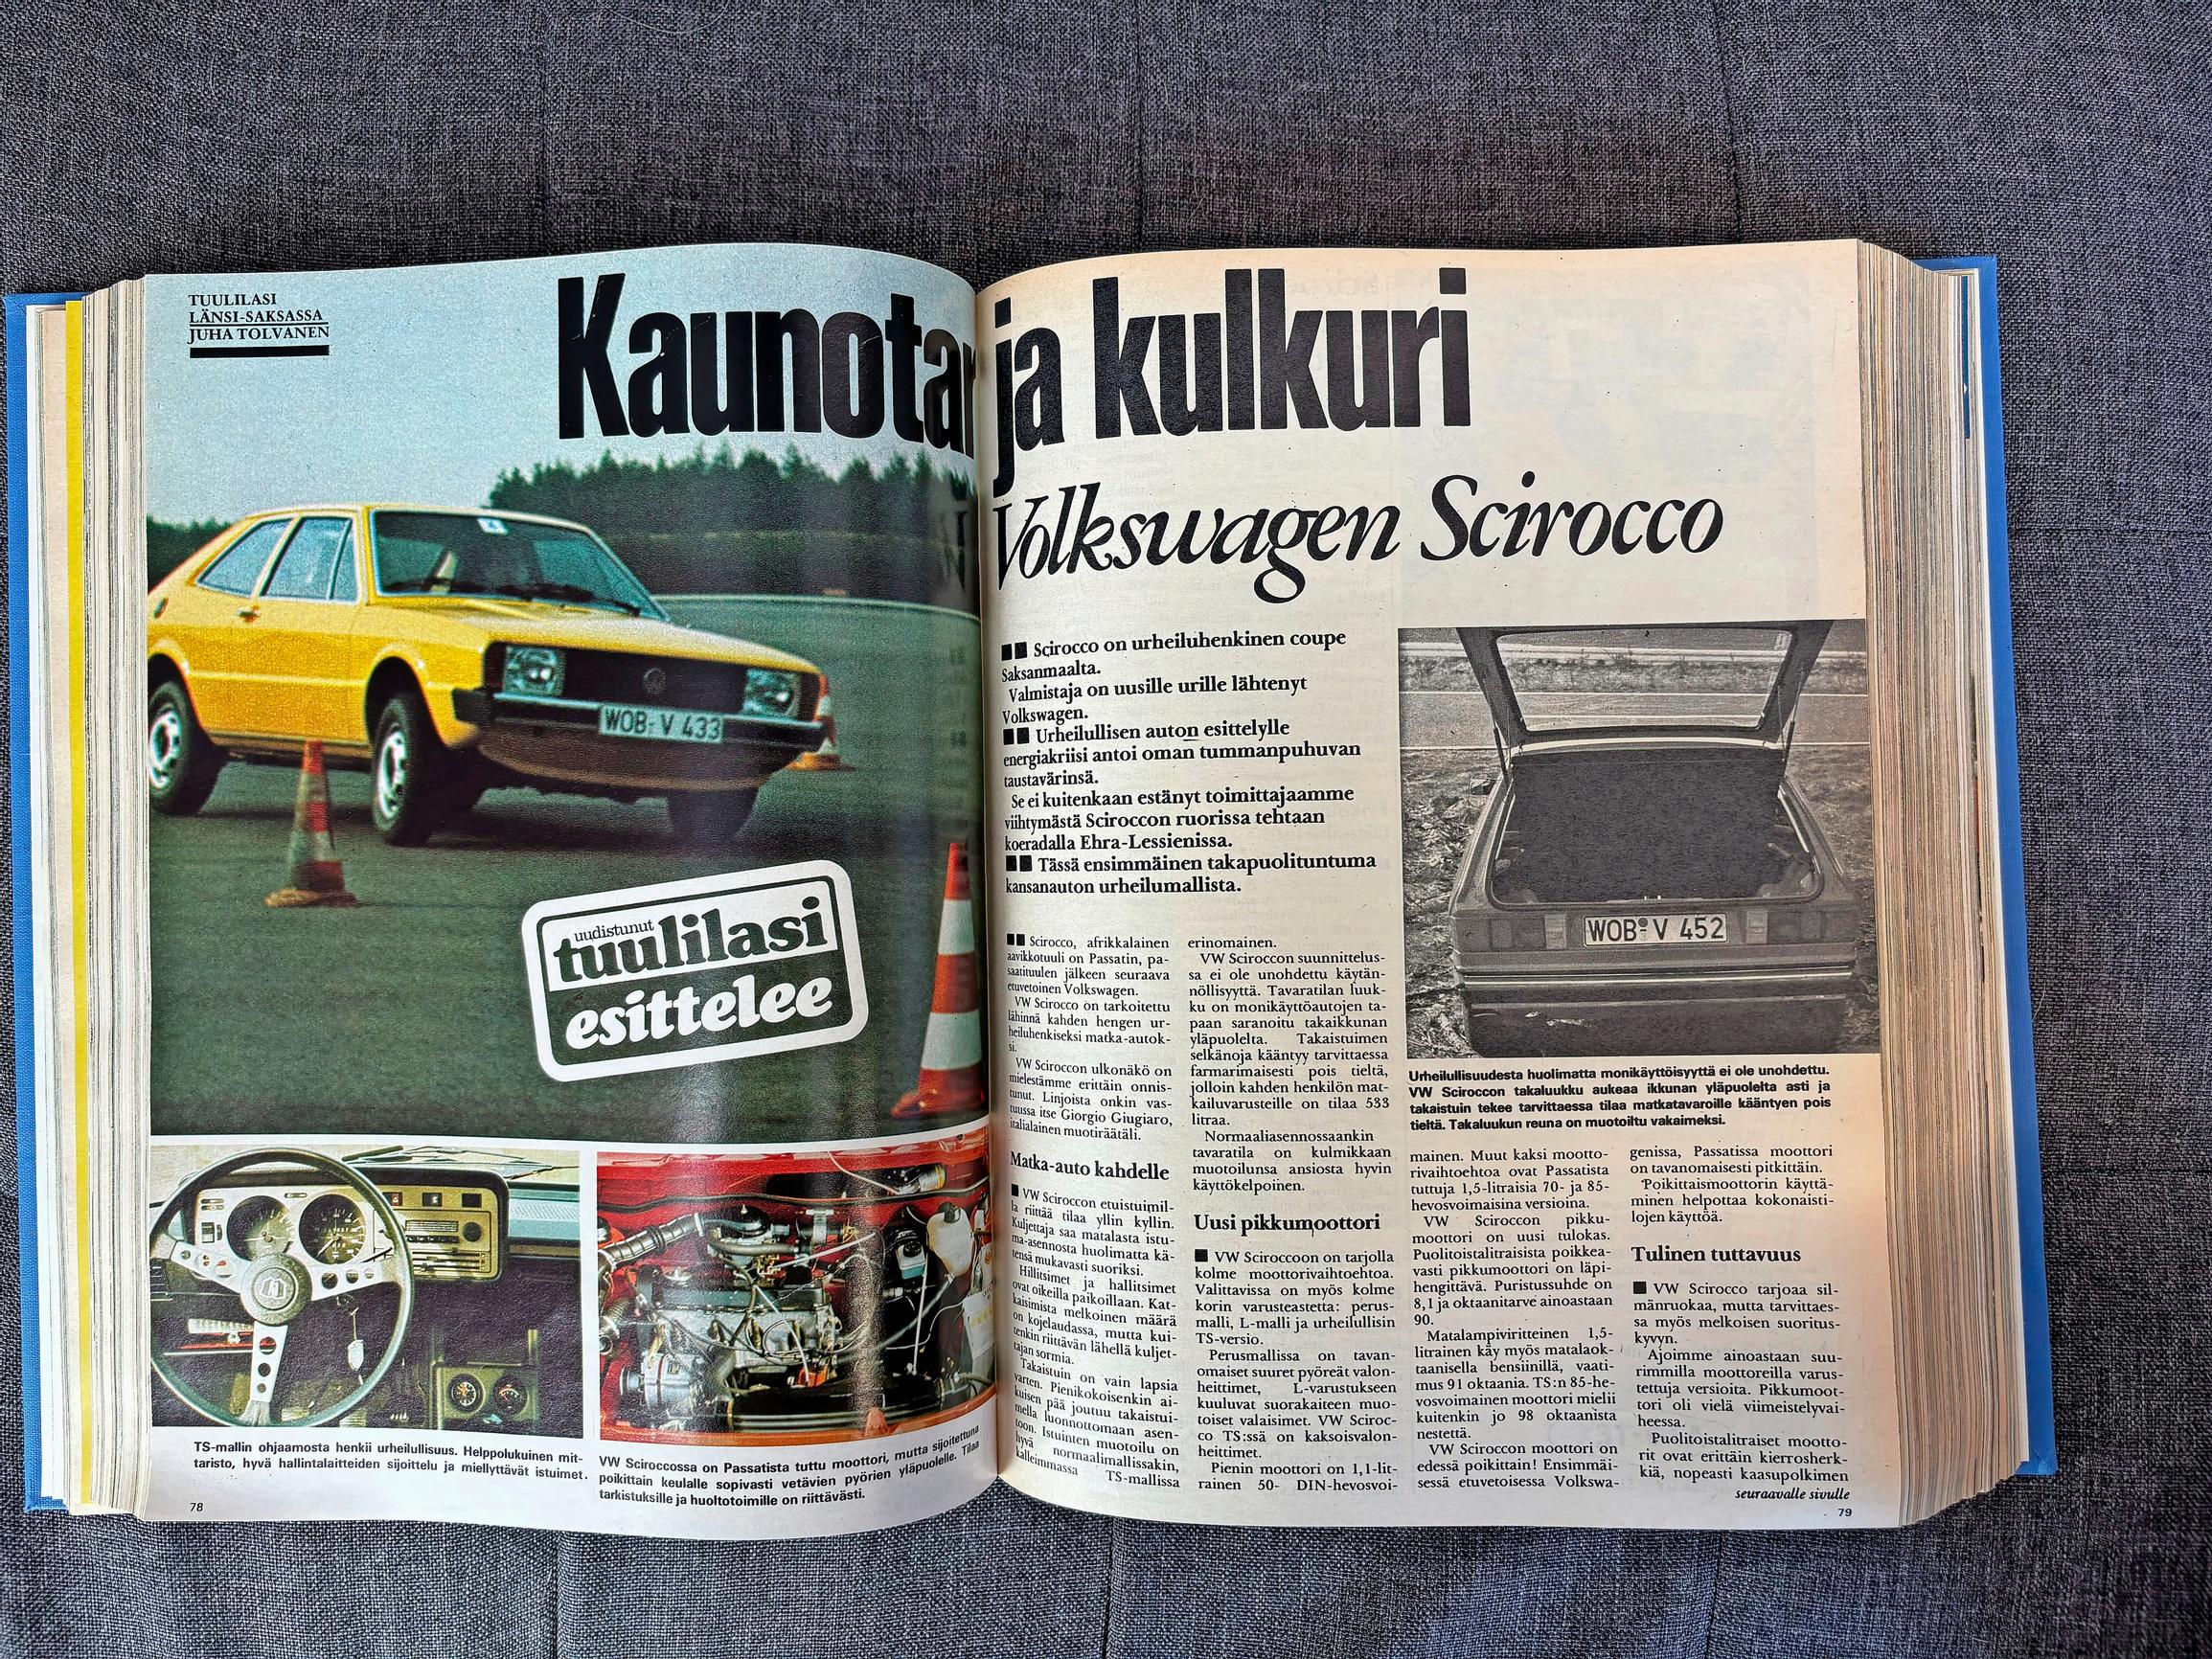 TUULILASI
LÄNSI-SAKSASSA
JUHA TOLVANEN
Kaunotar ja kulkuri
Volkswagen Scirocco
WOB-V 433
uudistunut
tuulilasi
esittelee
TS-mallin ohjaamosta henkii urheilullisuus. Helppolukuinen mit-
taristo, hyvä hallintalaitteiden sijoittelu ja miellyttävät istuimet.
VW Sciroccossa on Passatista tuttu moottori, mutta sijoitettuna
poikittain keulalle sopivasti vetävien pyörien yläpuolelle. Tilaa
tarkistuksille ja huoltotoimille on riittävästi.
78
■■ Scirocco on urheiluhenkinen coupe
Saksanmaalta.
Valmistaja on uusille urille lähtenyt
Volkswagen.
■■ Urheilullisen auton esittelylle
energiakriisi antoi oman tummanpuhuvan
taustavärinsä.
Se ei kuitenkaan estänyt toimittajaamme
viihtymästä Sciroccon ruorissa tehtaan
koeradalla Ehra-Lessienissa.
■■ Tässä ensimmäinen takapuolituntuma
kansanauton urheilumallista.
■■ Scirocco, afrikkalainen
aavikkotuuli on Passatin, pa-
saatituulen jälkeen seuraava
etuvetoinen Volkswagen.
VW Scirocco on tarkoitettu
lähinnä kahden hengen ur-
heiluhenkiseksi matka-autok-
si.
VW Sciroccon ulkonäkö on
mielestämme erittäin onnis-
tunut. Linjoista onkin vas-
tuussa itse Giorgio Giugiaro,
italialainen muotiräätäli.
Matka-auto kahdelle
■ VW Sciroccon etuistuimil-
la riittää tilaa yllin kyllin.
Kuljettaja saa matalasta istu-
ma-asennosta huolimatta kä-
tensä mukavasti suoriksi.
Hillitsimet ja hallitsimet
ovat oikeilla paikoillaan. Kat-
kaisimista melkoinen määrä
on kojelaudassa, mutta kui-
tenkin riittävän lähellä kuljet-
tajan sormia.
Takaistuin on vain lapsia
varten. Pienikokoisenkin ai-
kuisen pää joutuu takaistui-
mella luonnottomaan asen-
toon. Istuinten muotoilu on
hyvä normaalimallissakin,
kalleimmassa TS-mallissa
erinomainen.
VW Sciroccon suunnittelus-
sa ei ole unohdettu käytän-
nöllisyyttä. Tavaratilan luuk-
ku on monikäyttöautojen ta-
paan saranoitu takaikkunan
yläpuolelta. Takaistuimen
selkänoja kääntyy tarvittaessa
farmarimaisesti pois tieltä,
jolloin kahden henkilön mat-
kailuvarusteille on tilaa 533
litraa.
Normaaliasennossaankin
tavaratila on kulmikkaan
muotoilunsa ansiosta hyvin
käyttökelpoinen.
Uusi pikkumoottori
■ VW Sciroccoon on tarjolla
kolme moottorivaihtoehtoa.
Valittavissa on myös kolme
korin varusteastetta: perus-
malli, L-malli ja urheilullisin
TS-versio.
Perusmallissa on tavan-
omaiset suuret pyöreät valon-
heittimet, L-varustukseen
kuuluvat suorakaiteen muo-
toiset valaisimet. VW Sciroc-
co TS:ssä on kaksoisvalon-
heittimet.
Pienin moottori on 1,1-lit-
rainen 50- DIN-hevosvoi-
WOB-V 452
Urheilullisuudesta huolimatta monikäyttöisyyttä ei ole unohdettu.
VW Sciroccon takaluukku aukeaa ikkunan yläpuolelta asti ja
takaistuin tekee tarvittaessa tilaa matkatavaroille kääntyen pois
tieltä. Takaluukun reuna on muotoiltu vakaimeksi.
mainen. Muut kaksi mootto-
rivaihtoehtoa ovat Passatista
tuttuja 1,5-litraisia 70- ja 85-
hevosvoimaisina versioina.
VW Sciroccon pikku-
moottori on uusi tulokas.
Puolitoistalitraisista poikkea-
vasti pikkumoottori on läpi-
hengittävä. Puristussuhde on
8,1 ja oktaanitarve ainoastaan
90.
Matalampiviritteinen 1,5-
litrainen käy myös matalaok-
taanisella bensiinillä, vaati-
mus 91 oktaania. TS:n 85-he-
vosvoimainen moottori mielii
kuitenkin jo 98 oktaanista
nestettä.
VW Sciroccon moottori on
edessä poikittain! Ensimmäi-
sessä etuvetoisessa Volkswa-
genissa, Passatissa moottori
on tavanomaisesti pitkittäin.
Poikittaismoottorin käyttä-
minen helpottaa kokonaisti-
lojen käyttöä.
Tulinen tuttavuus
■ VW Scirocco tarjoaa sil-
mänruokaa, mutta tarvittaes-
sa myös melkoisen suoritus-
kyvyn.
Ajoimme ainoastaan suu-
rimmilla moottoreilla varus-
tettuja versioita. Pikkumoot-
tori oli vielä viimeistelyvai-
heessa.
Puolitoistalitraiset mootto-
rit ovat erittäin kierrosherk-
kiä, nopeasti kaasupolkimen
seuraavalle sivulle
79